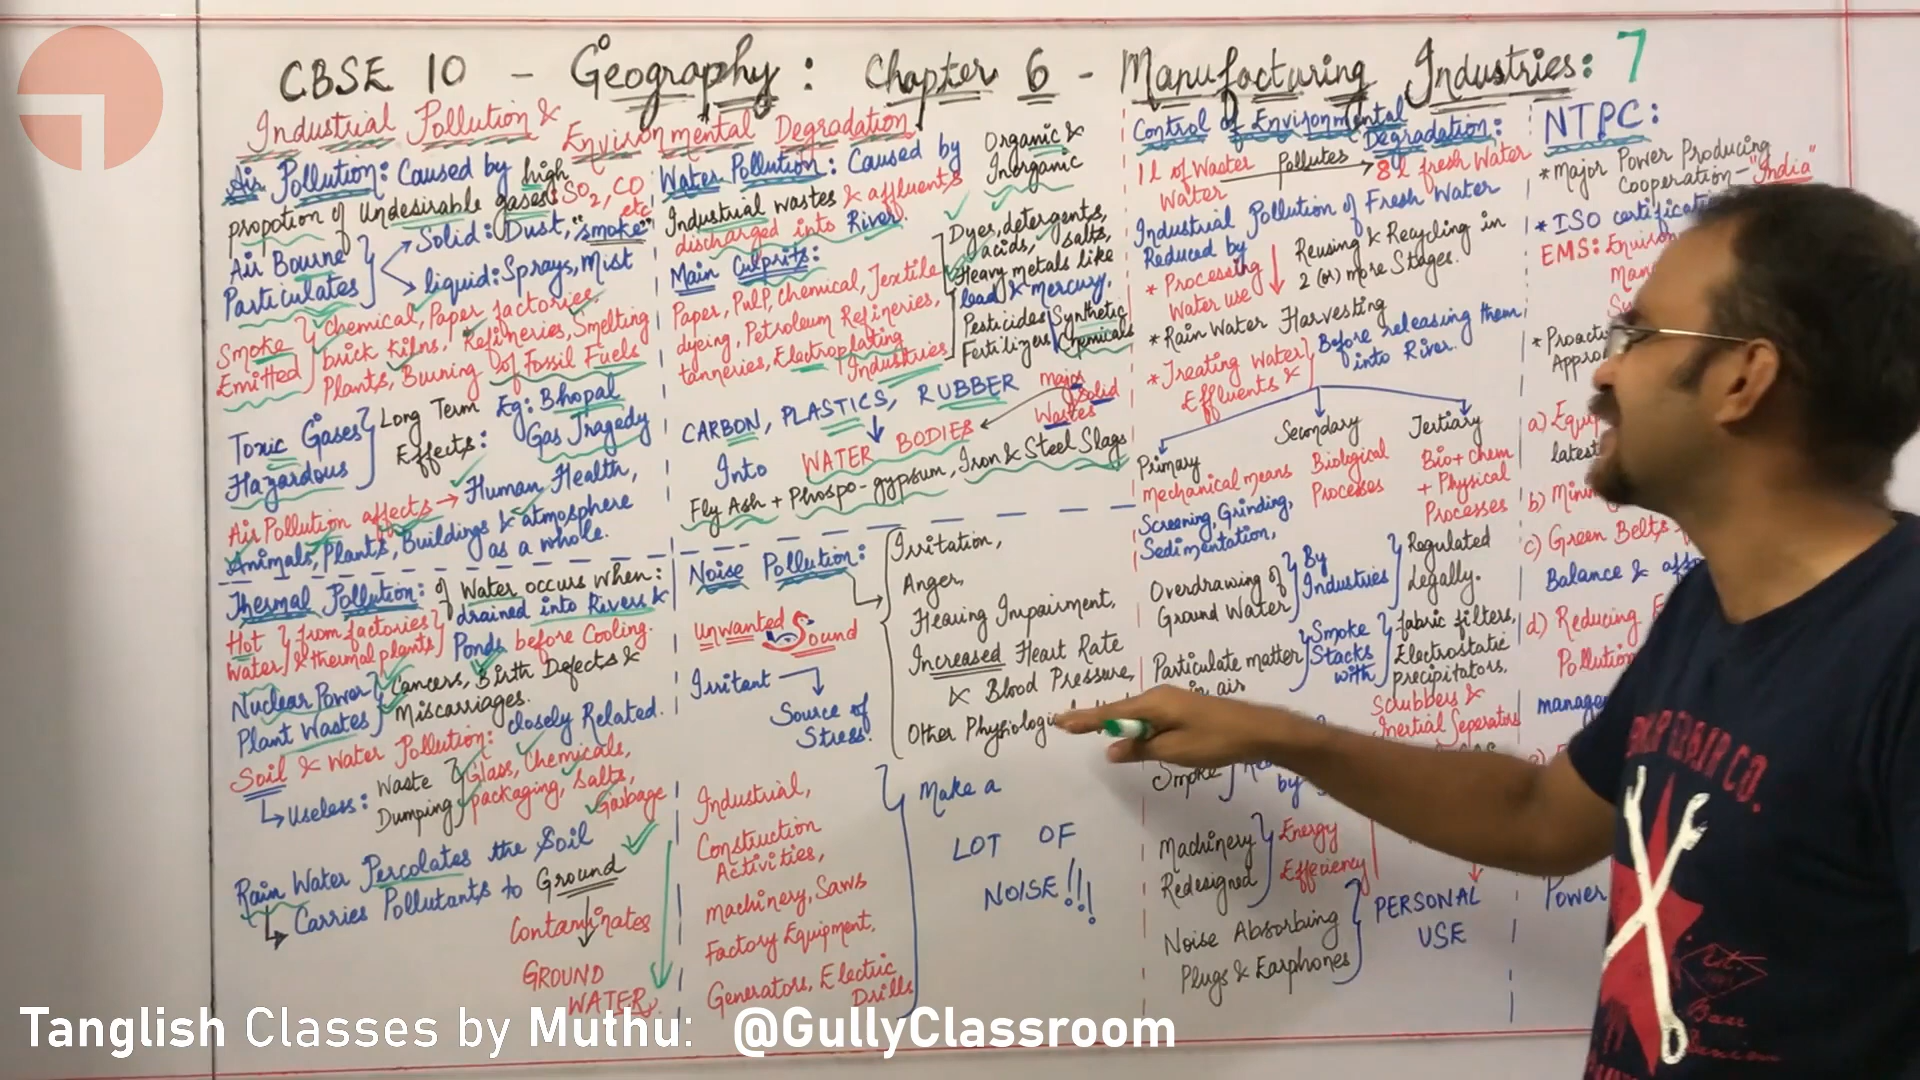 CBSE 10 - Geography: Chapter 6 - Manufacturing Industries: 7
Industrial Pollution &
Environmental Degradation
Air Pollution: Caused by high
propotion of undesirable gases: SO2, CO
etc
Air Bourne
Particulates
Solid: Dust, "smoke"
liquid: Sprays, Mist
Smoke
Emitted
Chemical, Paper factories,
brick Kilns, Refineries, Smelting
Plants, Burning of Fossil Fuels
Toxic Gases
Hazardous
Long Term
Effects:
Eg: Bhopal
Gas Tragedy
Air Pollution affects → Human Health,
Animals, Plants, Buildings & atmosphere
as a whole.
Thermal Pollution: of Water occurs when:
Hot
Water
from factories
& thermal plants
drained into Rivers &
Ponds before Cooling.
Nuclear Power
Plant Wastes
Cancers, Birth Defects &
Miscarriages.
Soil & Water Pollution: closely Related.
Useless: Waste
Dumping
Glass, Chemicals,
packaging, Salts,
Garbage
Rain Water Percolates the Soil
Carries Pollutants to Ground
Contaminates
GROUND
WATER
Water Pollution: Caused by
Organic &
Inorganic
Industrial wastes & affluents
discharged into River.
Main Culprits:
Paper, Pulp, Chemical, Textile
dyeing, Petroleum Refineries,
tanneries, Electroplating
Industries
Dyes, detergents,
acids, salts,
Heavy metals like
lead & mercury,
Pesticides
Fertilizers
Synthetic
Chemicals
CARBON, PLASTICS, RUBBER
major
Solid
Wastes
Into WATER BODIES
Fly Ash + Phospo-gypsum, Iron & Steel Slags
Noise Pollution:
Unwanted Sound
Irritant
Source of
Stress.
Irritation,
Anger,
Hearing Impairment,
Increased Heart Rate
& Blood Pressure,
Other
Industrial,
Construction
Activities,
Machinery, Saws
Factory Equipment,
Generators, Electric
Drills
Make a
LOT OF
NOISE!!!
Control of Environmental
Degradation:
1l of Waster
Water
Pollutes → 8l fresh Water
Industrial Pollution of Fresh Water
Reduced by
* Processing
Water use ↓
Reusing & Recycling in
2 (or) more Stages.
* Rain Water Harvesting
* Treating Water
Effluents &
Before releasing them
into River.
Primary
Mechanical means
Screening, Grinding,
Sedimentation,
Secondary
Biological
Processes
Tertiary
Bio + chem
+ Physical
Processes
Overdrawing of
Ground Water
By
Industries
Regulated
Legally.
Particulate matter
in air
Smoke
Stacks
with
fabric filters,
Electrostatic
precipitators,
Scrubbers &
Inertial Seperators
Smoke
by
Machinery
Redesigned
Energy
Effeciency
Noise Absorbing
Plugs & Earphones
PERSONAL
USE
NTPC:
* Major Power Producing
Cooperation - "India"
* ISO
EMS:
*
a)
latest
b)
c) Green Belts
Balance &
d) Reducing
Power
Tanglish Classes by Muthu: @GullyClassroom